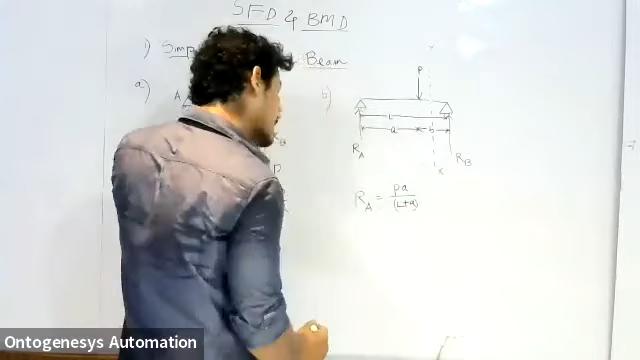 SFD & BMD
1) Simp
Beam
a)
A
b)
P
L
a
b
R_A
R_B
x
R_A = Pa
(L+a)
Ontogenesys Automation